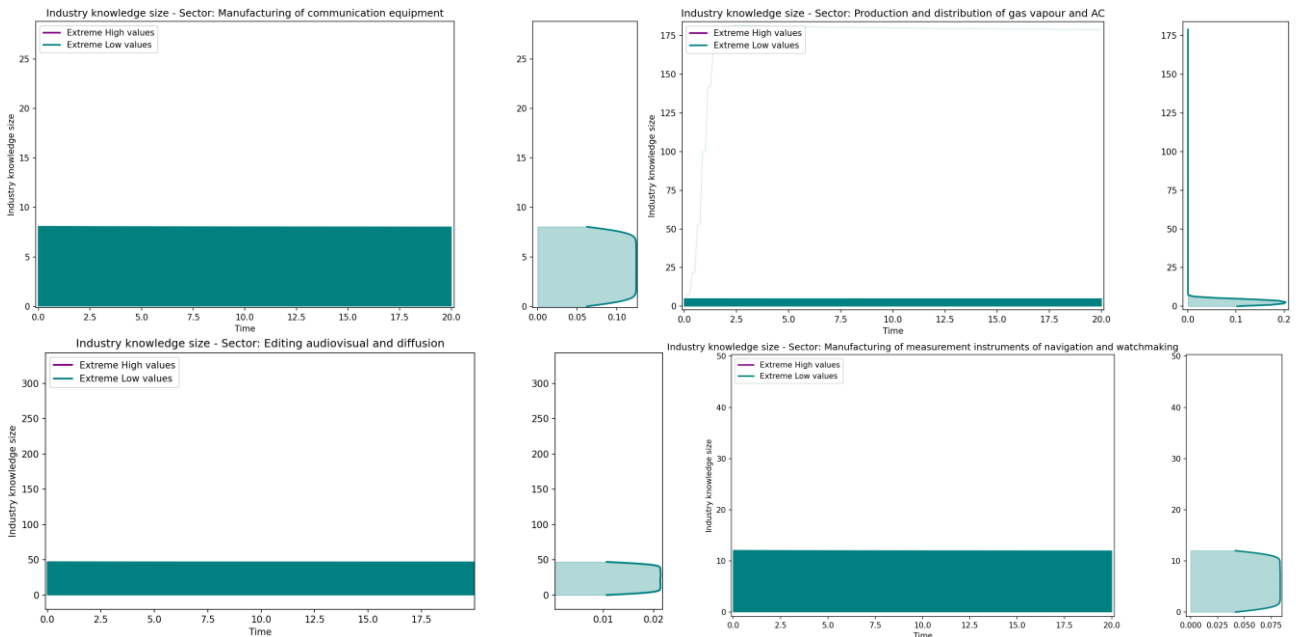 Industry knowledge size - Sector: Manufacturing of communication equipment
Extreme High values
Extreme Low values
Industry knowledge size
25
20
15
10
5
0
0.0 2.5 5.0 7.5 10.0 12.5 15.0 17.5 20.0
Time
25
20
15
10
5
0
0.00 0.05 0.10
Industry knowledge size - Sector: Production and distribution of gas vapour and AC
Extreme High values
Extreme Low values
Industry knowledge size
175
150
125
100
75
50
25
0
0.0 2.5 5.0 7.5 10.0 12.5 15.0 17.5 20.0
Time
175
150
125
100
75
50
25
0
0.0 0.1 0.2
Industry knowledge size - Sector: Editing audiovisual and diffusion
Extreme High values
Extreme Low values
Industry knowledge size
300
250
200
150
100
50
0
0.0 2.5 5.0 7.5 10.0 12.5 15.0 17.5
Time
300
250
200
150
100
50
0
0.01 0.02
Industry knowledge size - Sector: Manufacturing of measurement instruments of navigation and watchmaking
Extreme High values
Extreme Low values
Industry knowledge size
50
40
30
20
10
0
0.0 2.5 5.0 7.5 10.0 12.5 15.0 17.5 20.0
Time
50
40
30
20
10
0
0.000 0.025 0.050 0.075